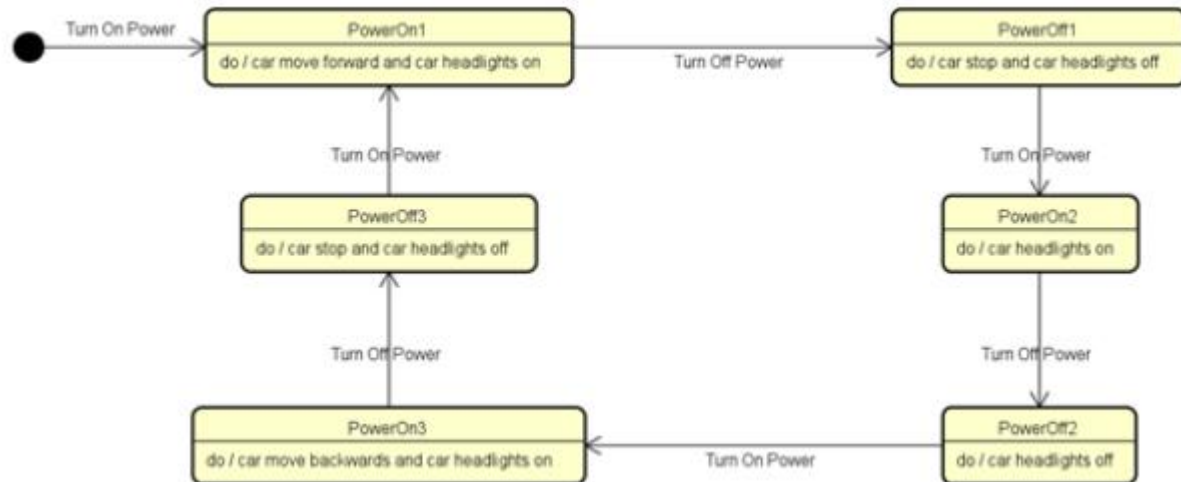 Turn On Power
PowerOn1
do / car move forward and car headlights on
Turn Off Power
PowerOff1
do / car stop and car headlights off
Turn On Power
PowerOn2
do / car headlights on
Turn Off Power
PowerOff2
do / car headlights off
Turn On Power
PowerOn3
do / car move backwards and car headlights on
Turn Off Power
PowerOff3
do / car stop and car headlights off
Turn On Power